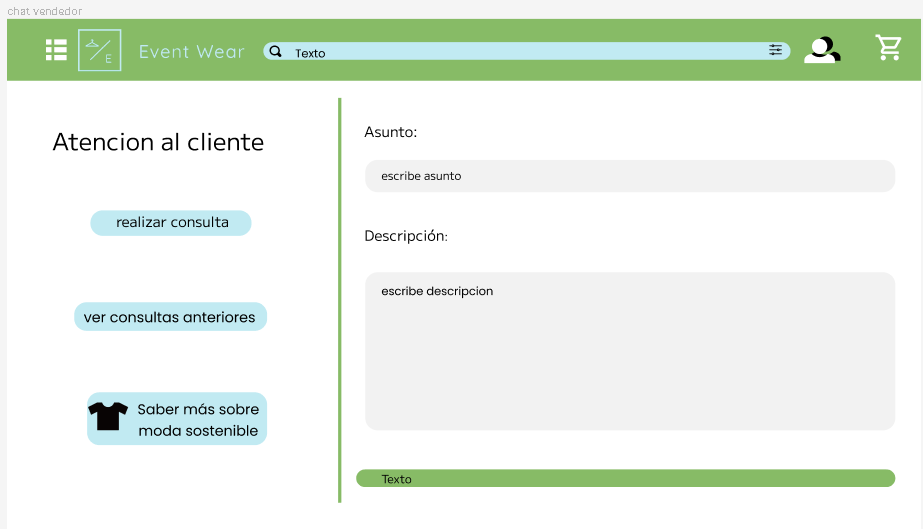 chat vendedor
E
Event Wear
Texto
Atencion al cliente
realizar consulta
ver consultas anteriores
Saber más sobre
moda sostenible
Asunto:
escribe asunto
Descripción:
escribe descripcion
Texto